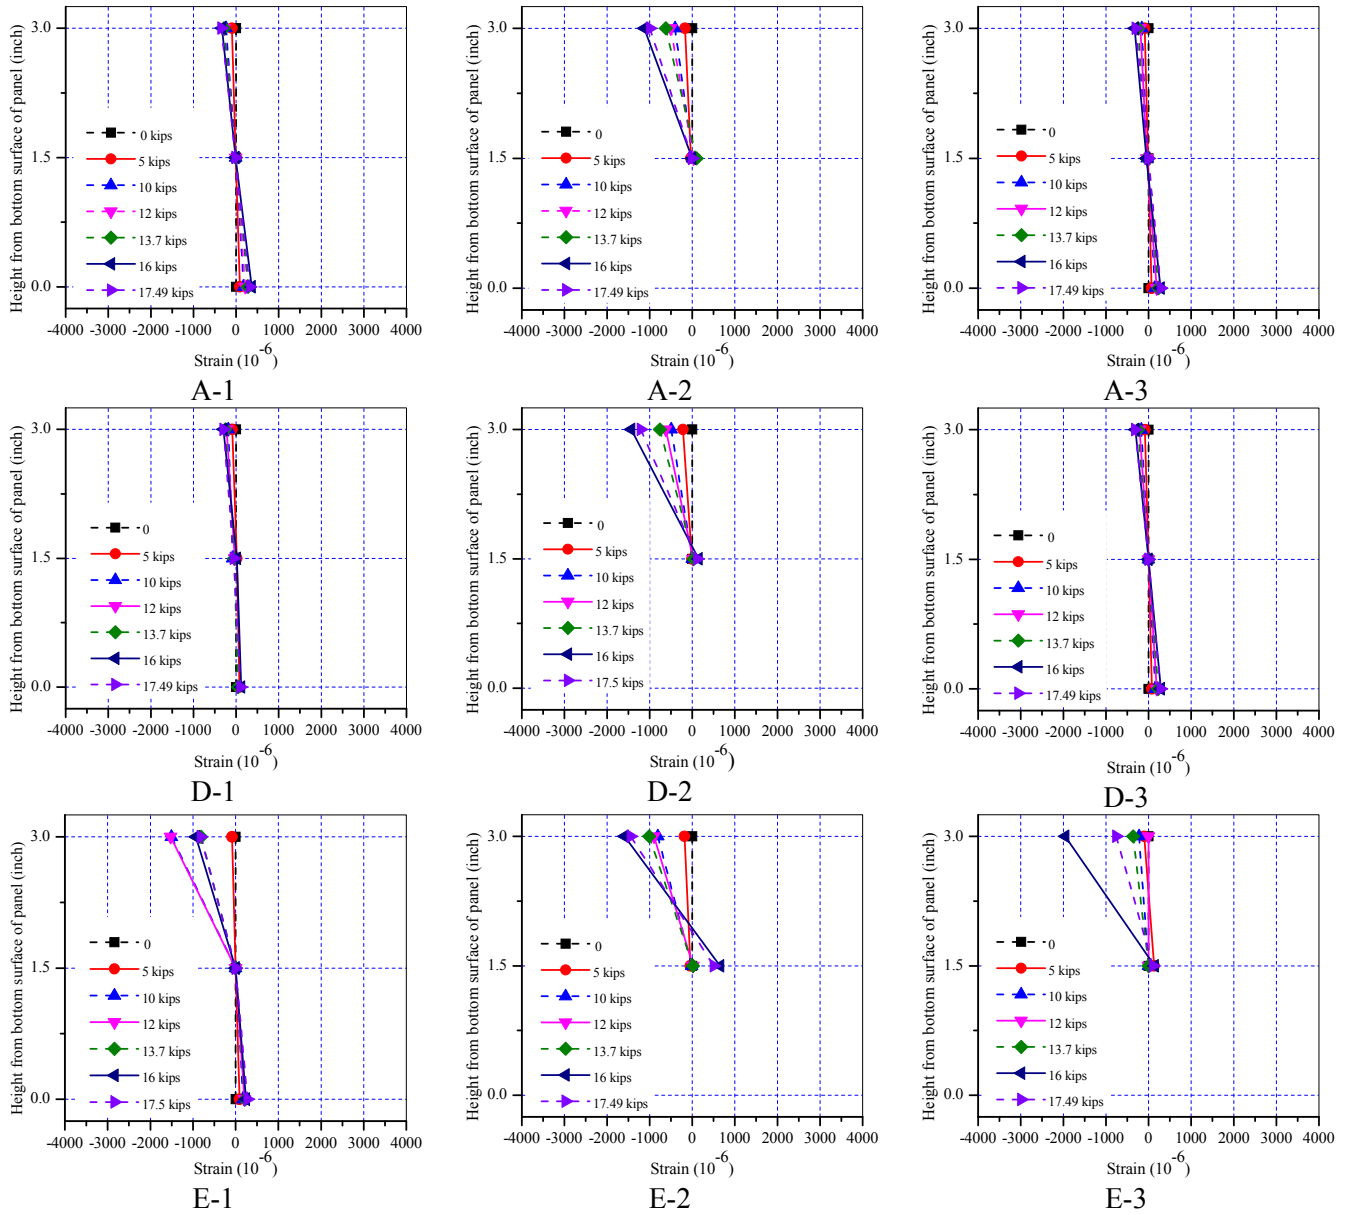 Height from bottom surface of panel (inch)
3.0
1.5
0.0
0 kips
5 kips
10 kips
12 kips
13.7 kips
16 kips
17.49 kips
-4000 -3000 -2000 -1000 0 1000 2000 3000 4000
Strain (10^-6)
A-1
Height from bottom surface of panel (inch)
3.0
1.5
0.0
0
5 kips
10 kips
12 kips
13.7 kips
16 kips
17.49 kips
-4000 -3000 -2000 -1000 0 1000 2000 3000 4000
Strain (10^-6)
A-2
Height from bottom surface of panel (inch)
3.0
1.5
0.0
0
5 kips
10 kips
12 kips
13.7 kips
16 kips
17.49 kips
-4000 -3000 -2000 -1000 0 1000 2000 3000 4000
Strain (10^-6)
A-3
Height from bottom surface of panel (inch)
3.0
1.5
0.0
0
5 kips
10 kips
12 kips
13.7 kips
16 kips
17.49 kips
-4000 -3000 -2000 -1000 0 1000 2000 3000 4000
Strain (10^-6)
D-1
Height from bottom surface of panel (inch)
3.0
1.5
0.0
0
5 kips
10 kips
12 kips
13.7 kips
16 kips
17.5 kips
-4000 -3000 -2000 -1000 0 1000 2000 3000 4000
Strain (10^-6)
D-2
Height from bottom surface of panel (inch)
3.0
1.5
0.0
0
5 kips
10 kips
12 kips
13.7 kips
16 kips
17.49 kips
-4000 -3000 -2000 -1000 0 1000 2000 3000 4000
Strain (10^-6)
D-3
Height from bottom surface of panel (inch)
3.0
1.5
0.0
0
5 kips
10 kips
12 kips
13.7 kips
16 kips
17.5 kips
-4000 -3000 -2000 -1000 0 1000 2000 3000 4000
Strain (10^-6)
E-1
Height from bottom surface of panel (inch)
3.0
1.5
0.0
0
5 kips
10 kips
12 kips
13.7 kips
16 kips
17.49 kips
-4000 -3000 -2000 -1000 0 1000 2000 3000 4000
Strain (10^-6)
E-2
Height from bottom surface of panel (inch)
3.0
1.5
0.0
0
5 kips
10 kips
12 kips
13.7 kips
16 kips
17.49 kips
-4000 -3000 -2000 -1000 0 1000 2000 3000 4000
Strain (10^-6)
E-3